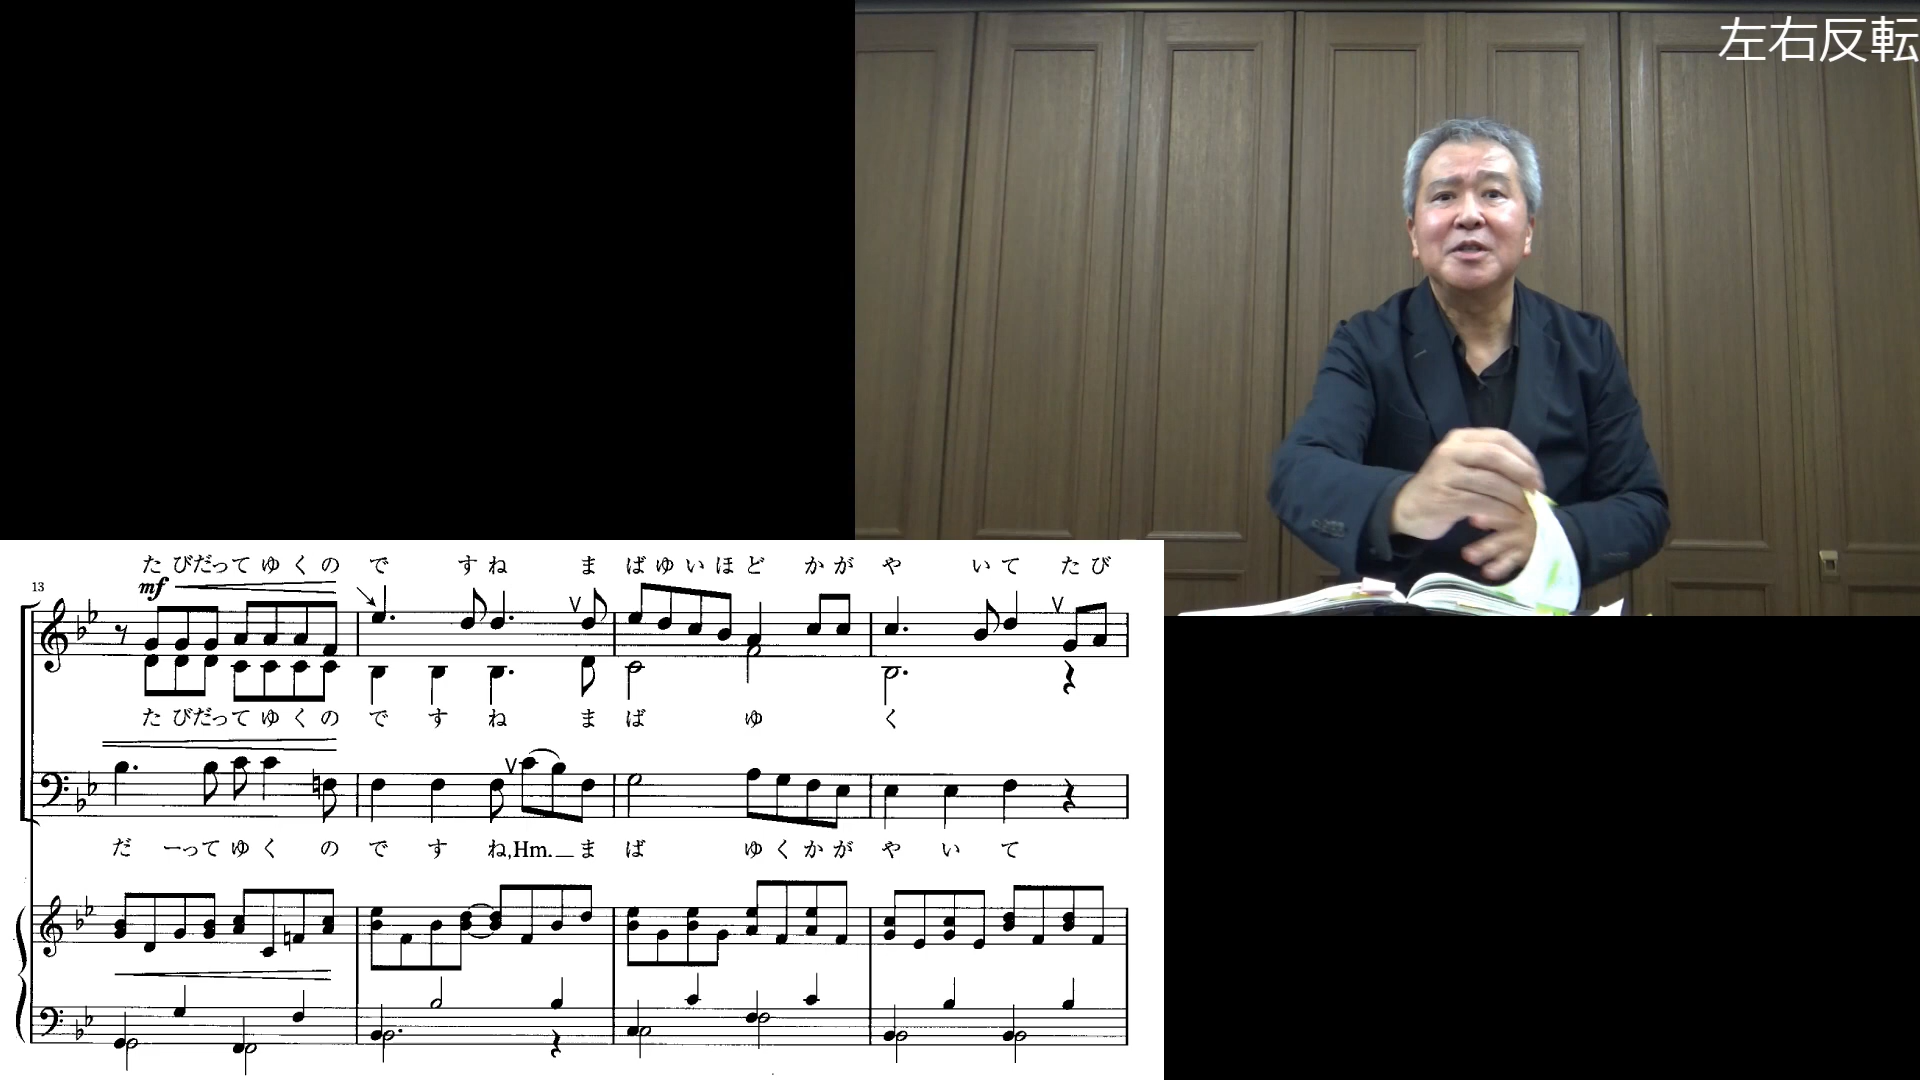 左右反転
た びだって ゆ く の で す ね ま ば ゆ い ほ ど か が や い て た び
mf
13
た びだって ゆ く の で す ね ま ば ゆ く
だ ーって ゆ く の で す ね,Hm. ま ば ゆ く か が や い て